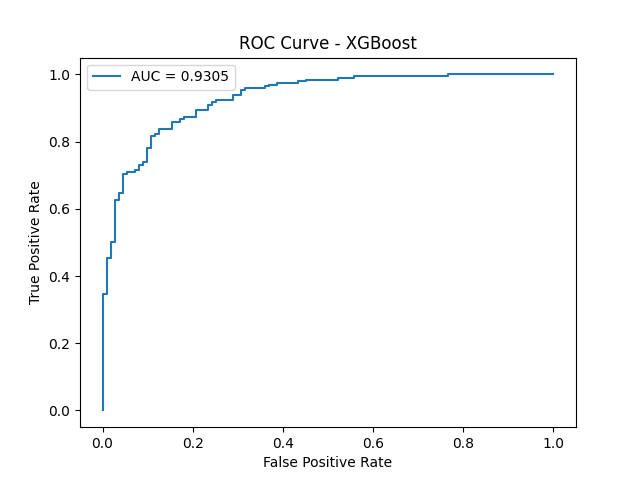 ROC Curve - XGBoost
AUC = 0.9305
1.0
0.8
0.6
0.4
0.2
0.0
True Positive Rate
0.0 0.2 0.4 0.6 0.8 1.0
False Positive Rate